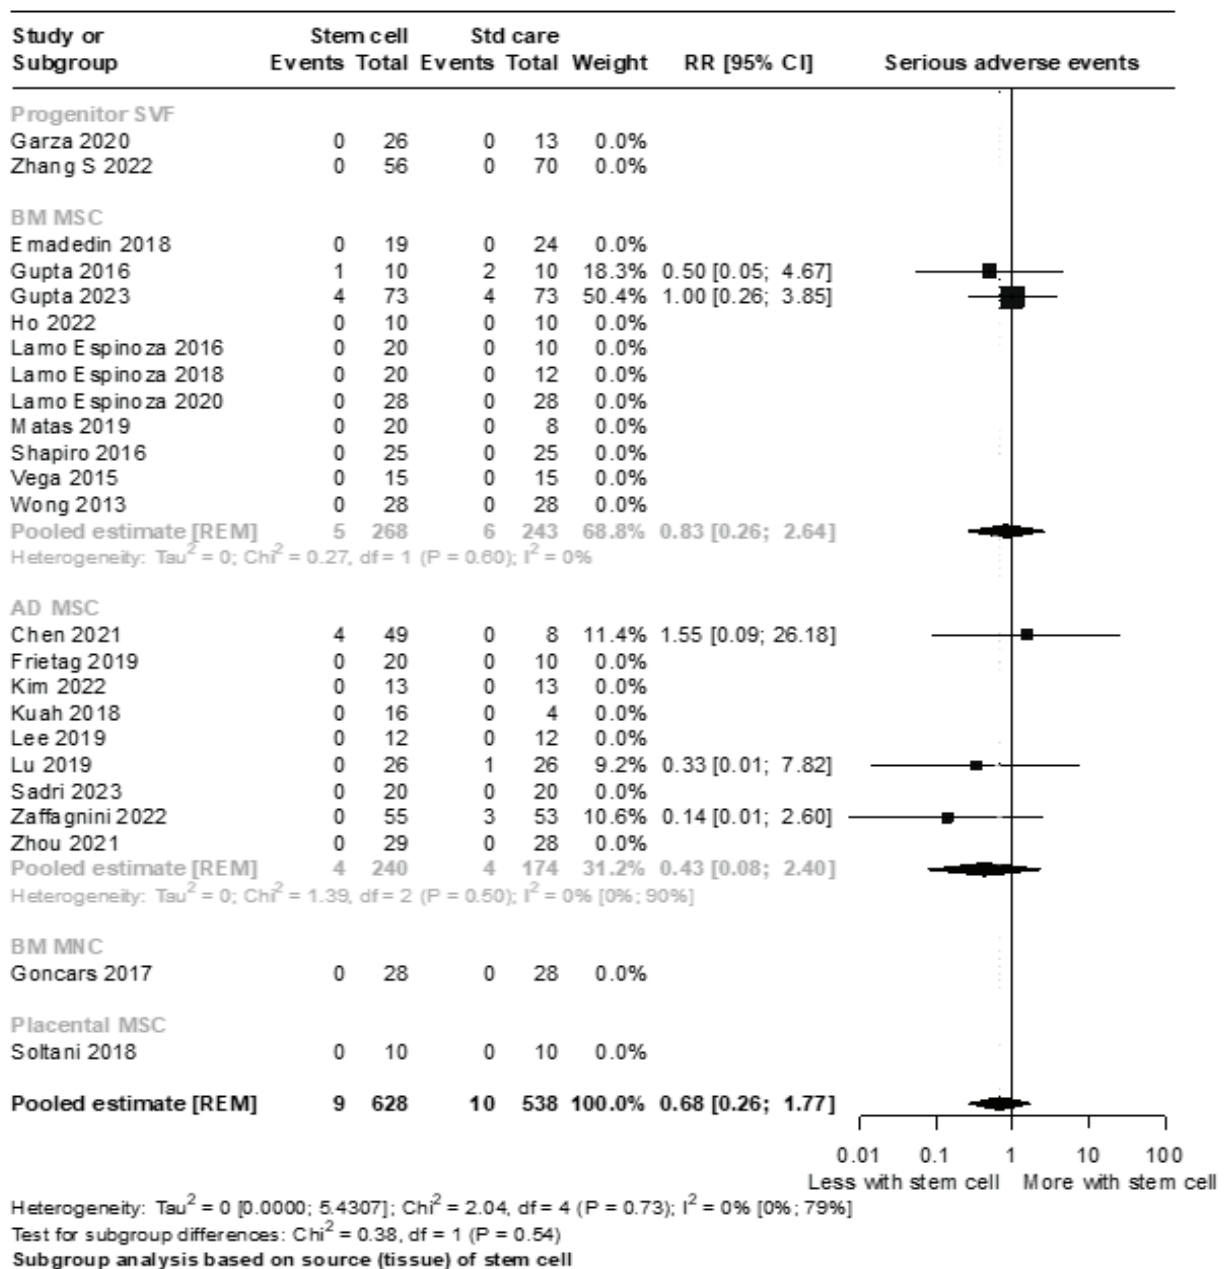 Study or Stem cell Std care
Subgroup Events Total Events Total Weight RR [95% CI] Serious adverse events
Progenitor SVF
Garza 2020 0 26 0 13 0.0%
Zhang S 2022 0 56 0 70 0.0%
BM MSC
Emadedin 2018 0 19 0 24 0.0%
Gupta 2016 1 10 2 10 18.3% 0.50 [0.05; 4.67]
Gupta 2023 4 73 4 73 50.4% 1.00 [0.26; 3.85]
Ho 2022 0 10 0 10 0.0%
Lamo Espinoza 2016 0 20 0 10 0.0%
Lamo Espinoza 2018 0 20 0 12 0.0%
Lamo Espinoza 2020 0 28 0 28 0.0%
Matas 2019 0 20 0 8 0.0%
Shapiro 2016 0 25 0 25 0.0%
Vega 2015 0 15 0 15 0.0%
Wong 2013 0 28 0 28 0.0%
Pooled estimate [REM] 5 268 6 243 68.8% 0.83 [0.26; 2.64]
Heterogeneity: Tau² = 0; Chi² = 0.27, df = 1 (P = 0.60); I² = 0%
AD MSC
Chen 2021 4 49 0 8 11.4% 1.55 [0.09; 26.18]
Frietag 2019 0 20 0 10 0.0%
Kim 2022 0 13 0 13 0.0%
Kuah 2018 0 16 0 4 0.0%
Lee 2019 0 12 0 12 0.0%
Lu 2019 0 26 1 26 9.2% 0.33 [0.01; 7.82]
Sadri 2023 0 20 0 20 0.0%
Zaffagnini 2022 0 55 3 53 10.6% 0.14 [0.01; 2.60]
Zhou 2021 0 29 0 28 0.0%
Pooled estimate [REM] 4 240 4 174 31.2% 0.43 [0.08; 2.40]
Heterogeneity: Tau² = 0; Chi² = 1.39, df = 2 (P = 0.50); I² = 0% [0%; 90%]
BM MNC
Goncars 2017 0 28 0 28 0.0%
Placental MSC
Soltani 2018 0 10 0 10 0.0%
Pooled estimate [REM] 9 628 10 538 100.0% 0.68 [0.26; 1.77]
0.01 0.1 1 10 100
Less with stem cell More with stem cell
Heterogeneity: Tau² = 0 [0.0000; 5.4307]; Chi² = 2.04, df = 4 (P = 0.73); I² = 0% [0%; 79%]
Test for subgroup differences: Chi² = 0.38, df = 1 (P = 0.54)
Subgroup analysis based on source (tissue) of stem cell